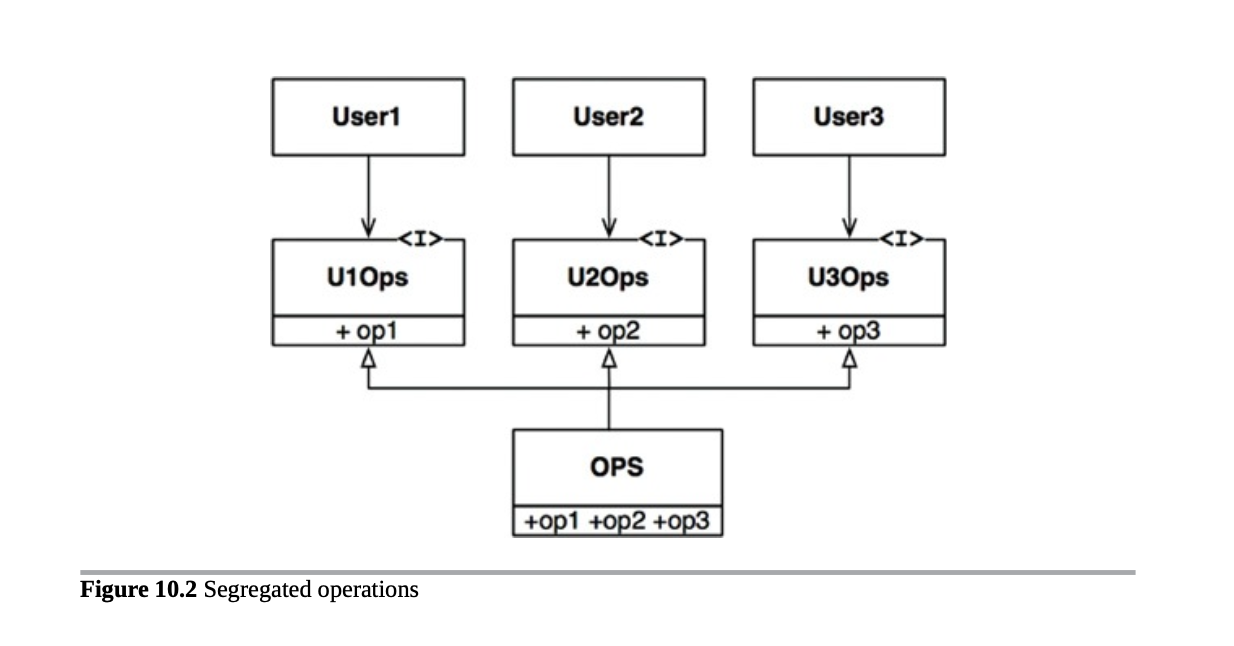 User1 User2 User3
<I> <I> <I>
U1Ops U2Ops U3Ops
+ op1 + op2 + op3
OPS
+op1 +op2 +op3
Figure 10.2 Segregated operations